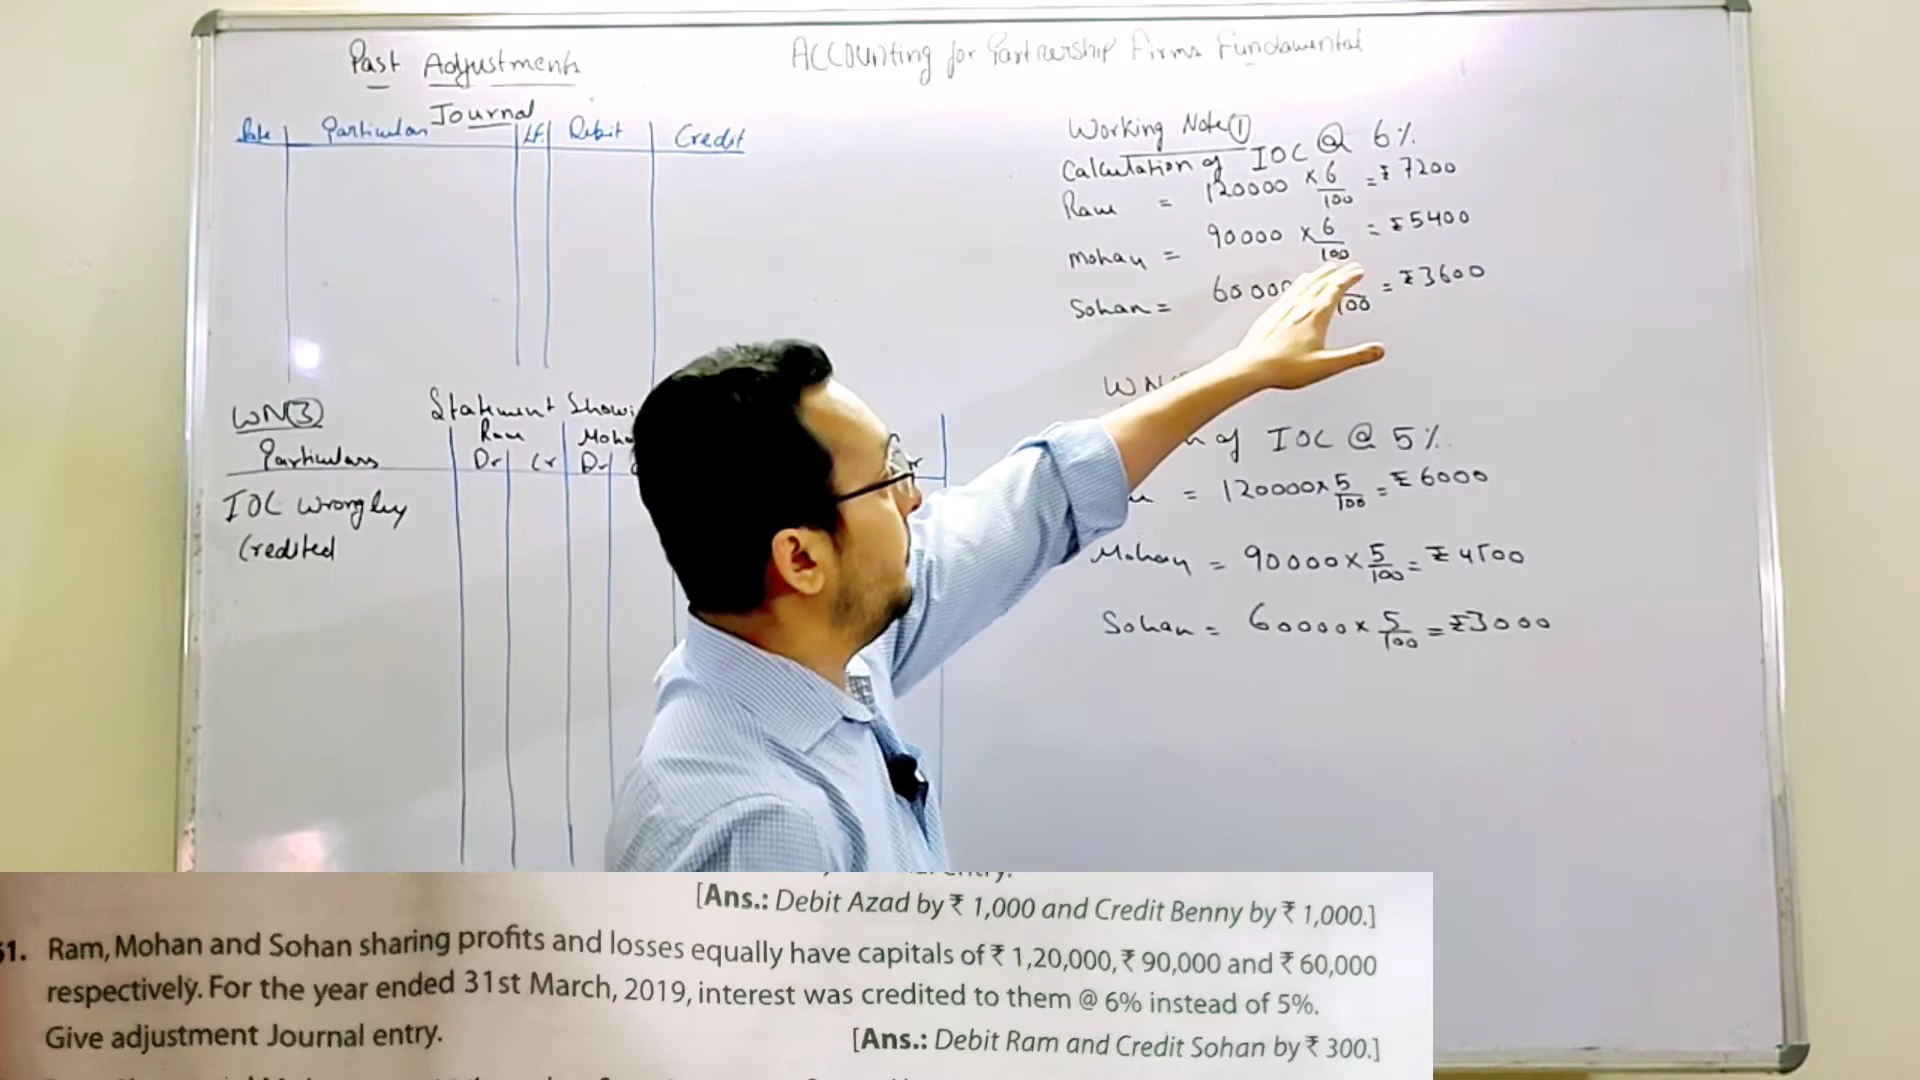 Past Adjustments
ACCOUNTING for Partnership Firms Fundamental
Journal
Date Particulars L.F. Debit Credit
Working Note ①
Calculation of IOC @ 6%
Ram = 120000 × 6/100 = ₹7200
Mohan = 90000 × 6/100 = ₹5400
Sohan = 60000 100 = ₹3600
WN
of IOC @ 5%.
= 120000 × 5/100 = ₹6000
Mohan = 90000 × 5/100 = ₹4500
Sohan = 60000 × 5/100 = ₹3000
WN ③ Statement Showi
Ram Moha
Particulars Dr Cr Dr
IOC wrongly
Credited
[Ans.: Debit Azad by ₹ 1,000 and Credit Benny by ₹ 1,000.]
61. Ram, Mohan and Sohan sharing profits and losses equally have capitals of ₹ 1,20,000, ₹ 90,000 and ₹ 60,000
respectively. For the year ended 31st March, 2019, interest was credited to them @ 6% instead of 5%.
Give adjustment Journal entry. [Ans.: Debit Ram and Credit Sohan by ₹ 300.]